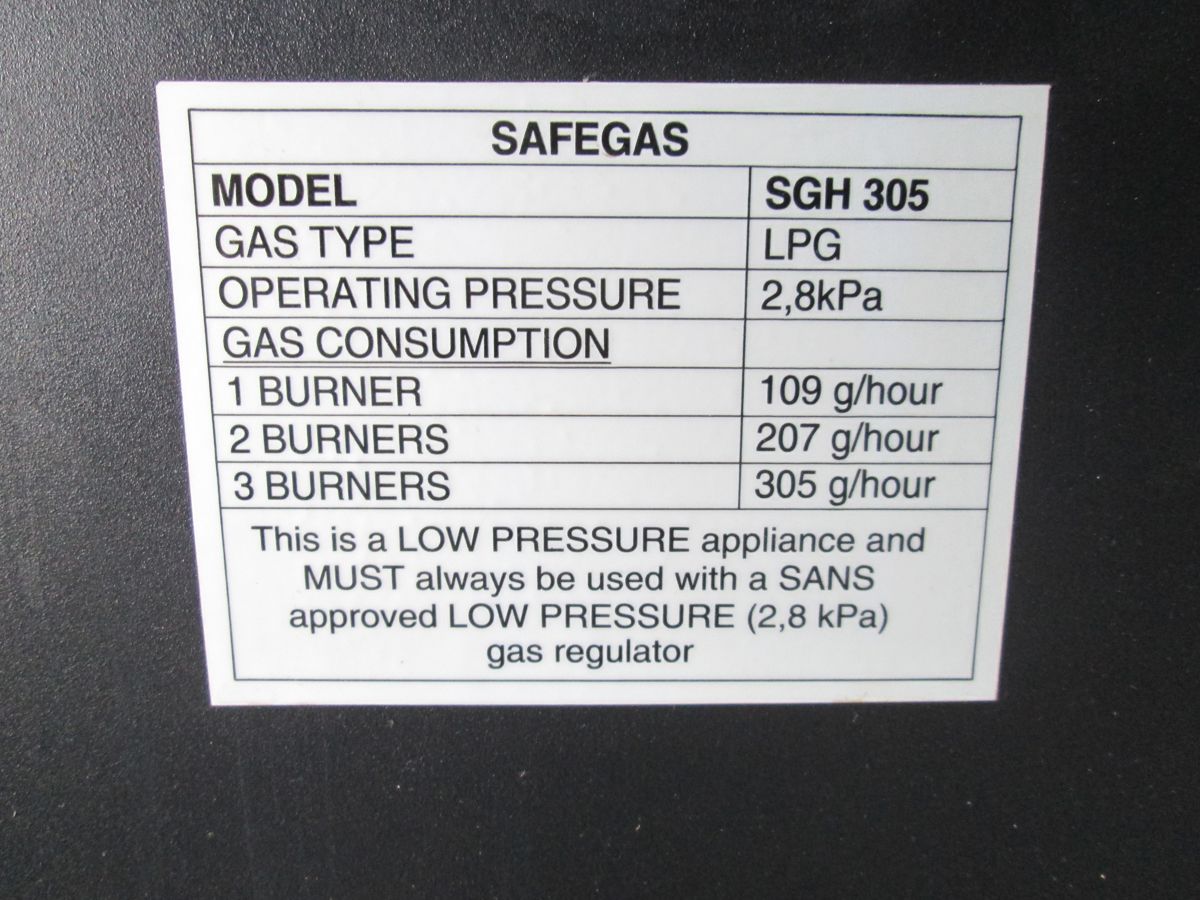 SAFEGAS
MODEL SGH 305
GAS TYPE LPG
OPERATING PRESSURE 2,8kPa
GAS CONSUMPTION
1 BURNER 109 g/hour
2 BURNERS 207 g/hour
3 BURNERS 305 g/hour
This is a LOW PRESSURE appliance and
MUST always be used with a SANS
approved LOW PRESSURE (2,8 kPa)
gas regulator